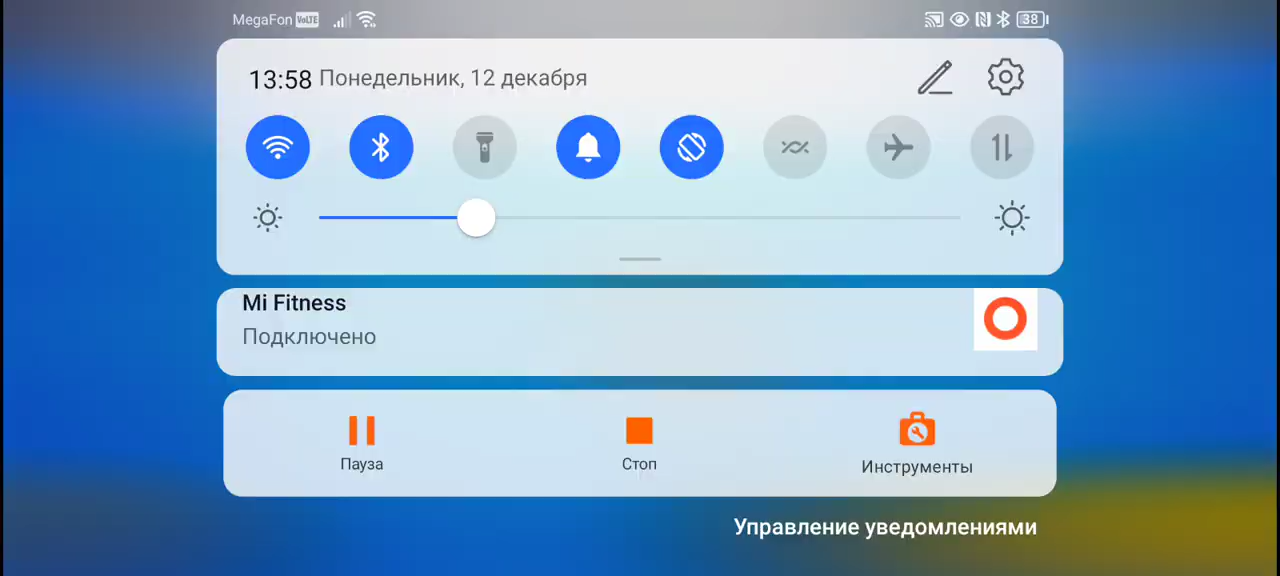 MegaFon VoLTE 38
13:58 Понедельник, 12 декабря
Mi Fitness
Подключено
Пауза Стоп Инструменты
Управление уведомлениями